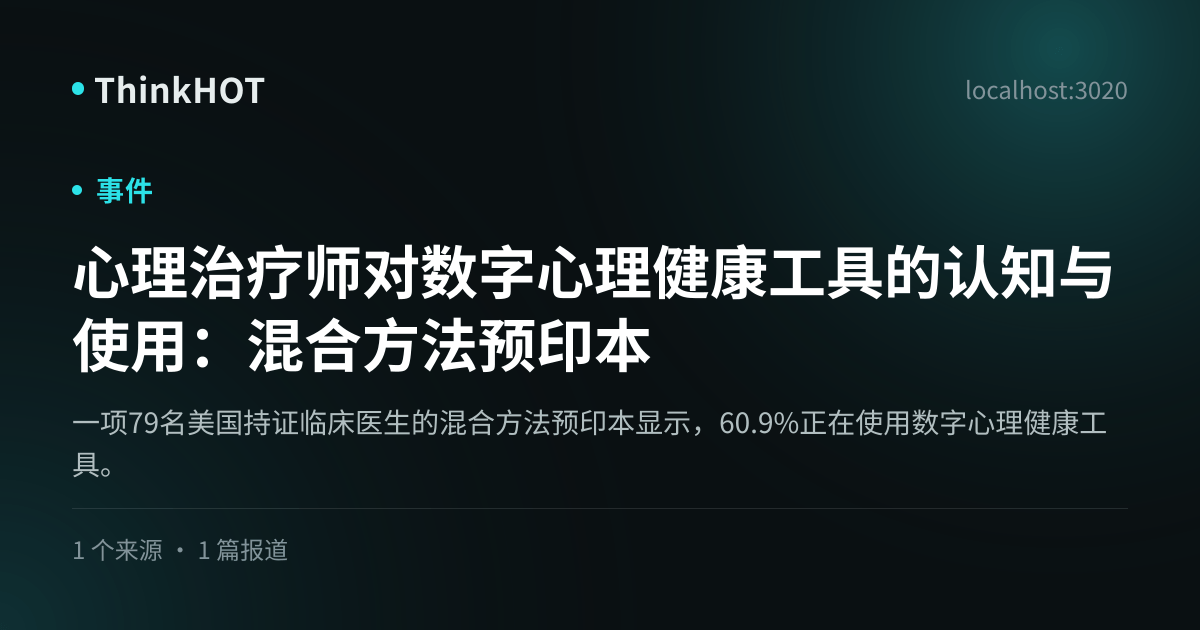 ThinkHOT
localhost:3020
事件
心理治疗师对数字心理健康工具的认知与
使用：混合方法预印本
一项79名美国持证临床医生的混合方法预印本显示，60.9%正在使用数字心理健康工
具。
1 个来源 · 1 篇报道